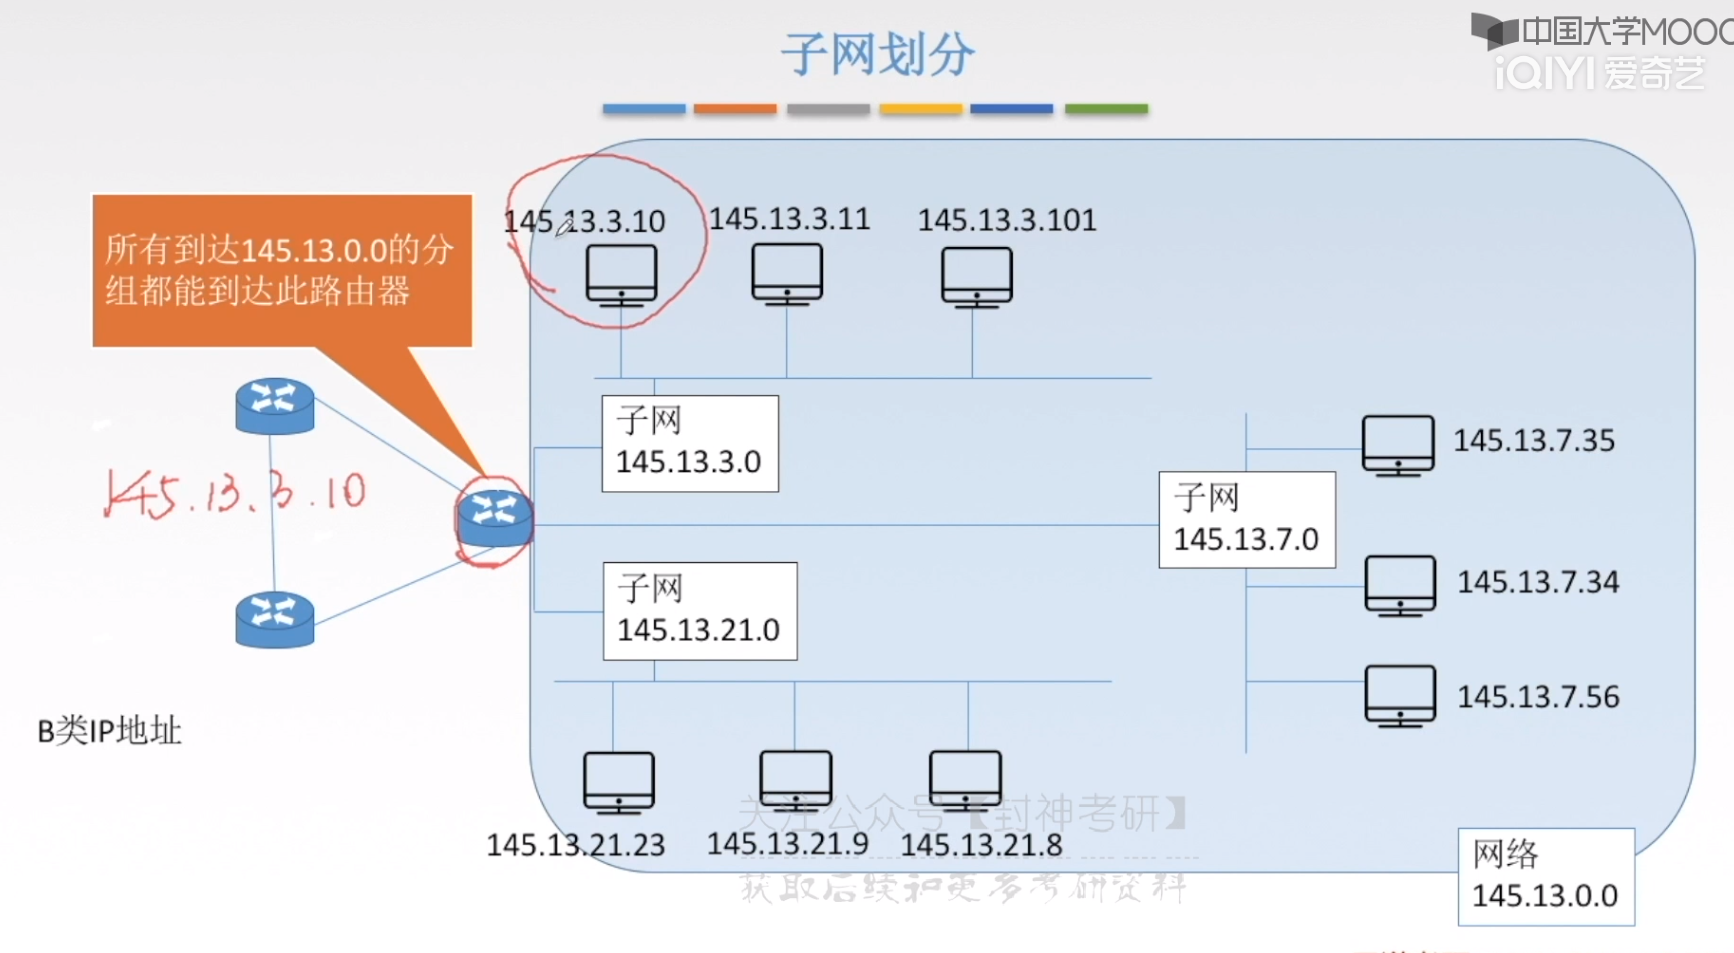 中国大学MOOC
iQIYI 爱奇艺
子网划分
所有到达145.13.0.0的分
组都能到达此路由器
145.13.3.10
145.13.3.11
145.13.3.101
子网
145.13.3.0
145.13.3.10
子网
145.13.7.0
145.13.7.35
145.13.7.34
145.13.7.56
子网
145.13.21.0
B类IP地址
145.13.21.23
145.13.21.9
145.13.21.8
关注公众号【封神考研】
获取后续和更多考研资料
网络
145.13.0.0